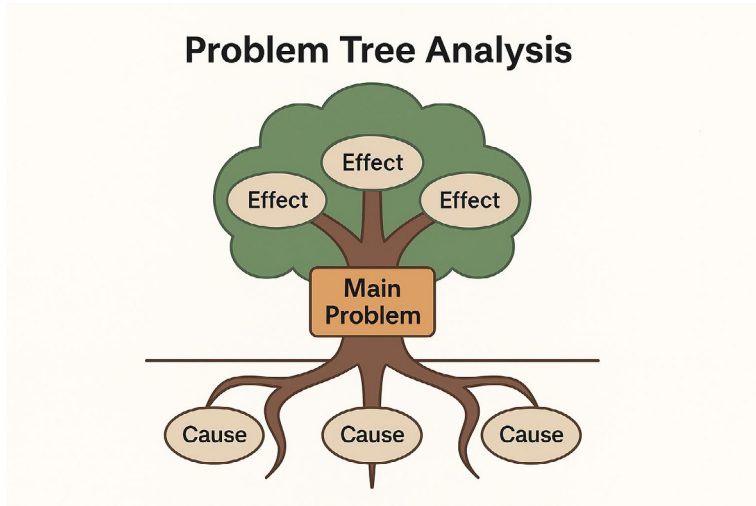 Problem Tree Analysis
Effect
Effect
Effect
Main
Problem
Cause
Cause
Cause